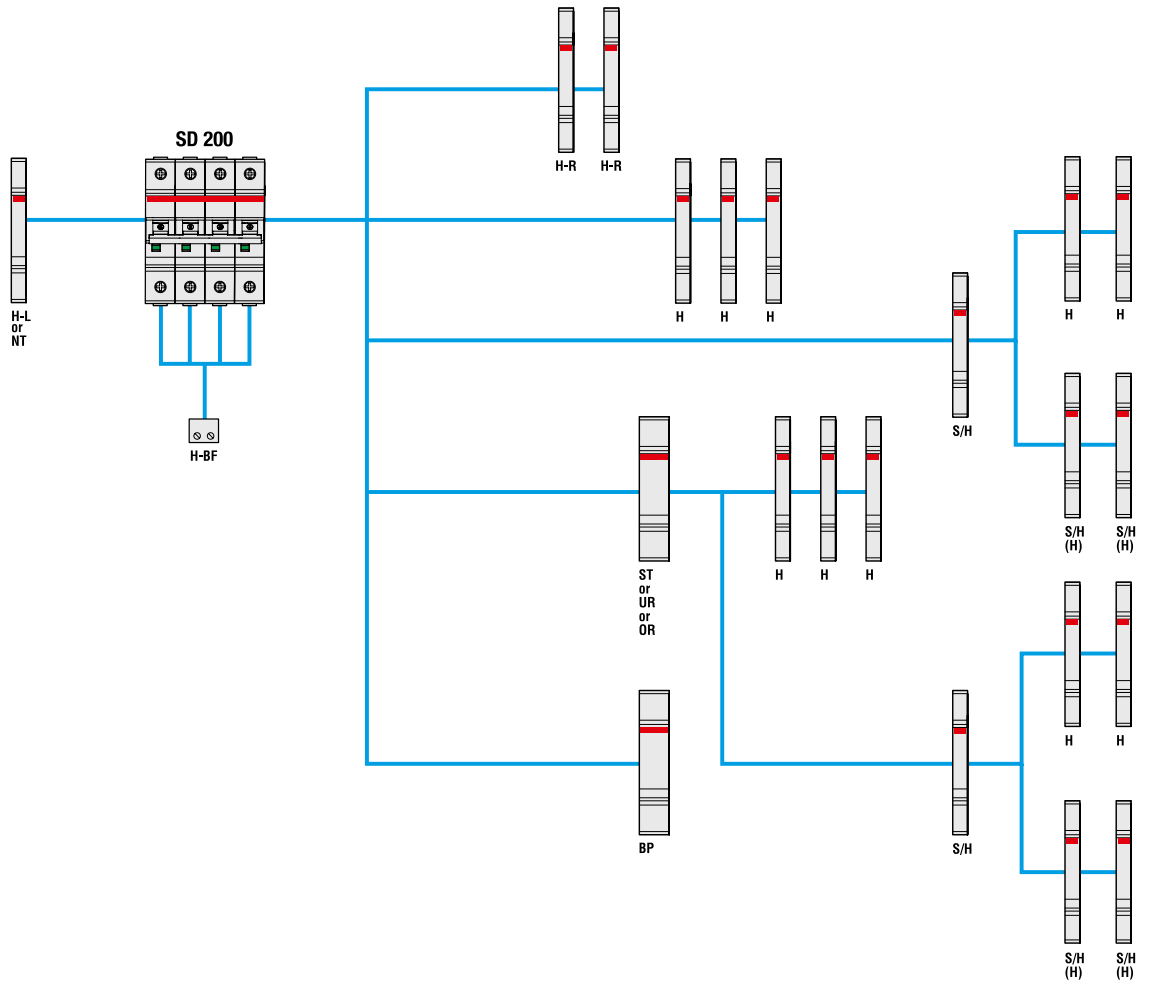 SD 200
H-R H-R
H-L
or
NT
H H H
H H
H-BF
S/H
S/H S/H
(H) (H)
ST
or
UR
or
OR
H H H
H H
BP
S/H
S/H S/H
(H) (H)